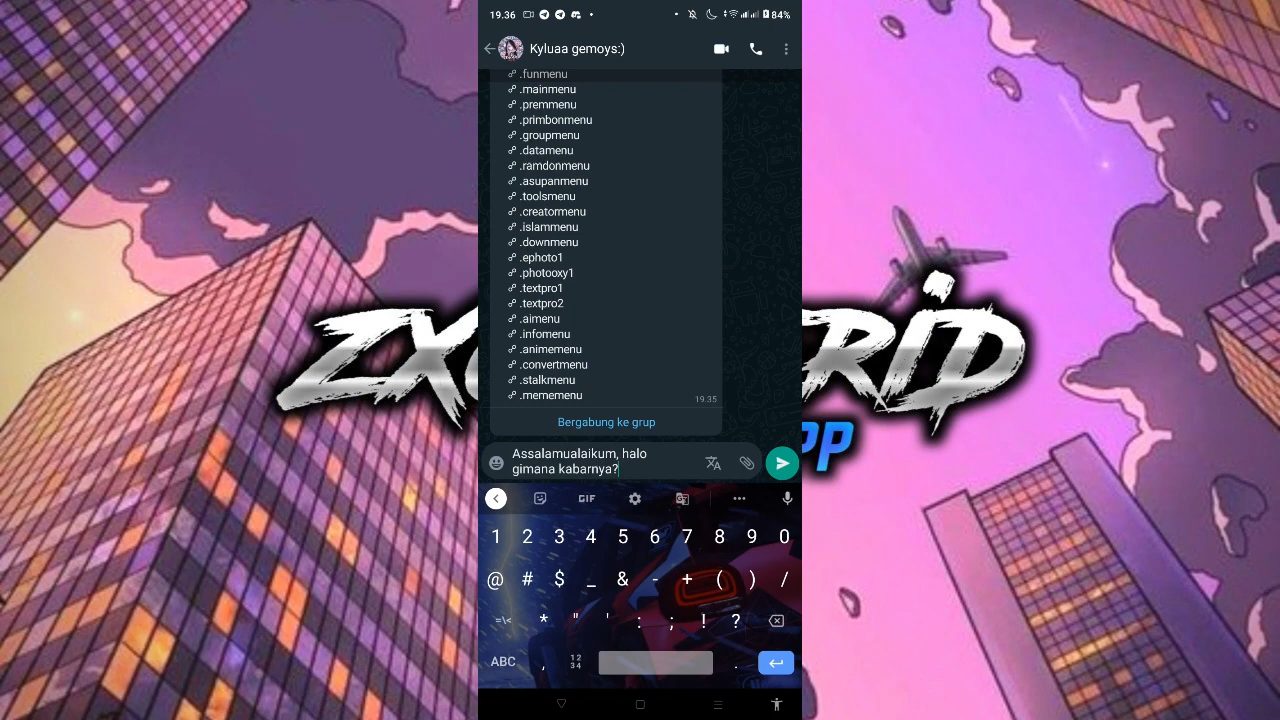 19.36
84%
Kyluaa gemoys:)
.funmenu
.mainmenu
.premmenu
.primbonmenu
.groupmenu
.datamenu
.ramdonmenu
.asupanmenu
.toolsmenu
.creatormenu
.islammenu
.downmenu
.ephoto1
.photooxy1
.textpro1
.textpro2
.aimenu
.infomenu
.animemenu
.convertmenu
.stalkmenu
.mememenu
19.35
Bergabung ke grup
Assalamualaikum, halo
gimana kabarnya?
GIF
1 2 3 4 5 6 7 8 9 0
@ # $ _ & - + ( ) /
=\< * " ' : ; ! ?
ABC , 12 34 .